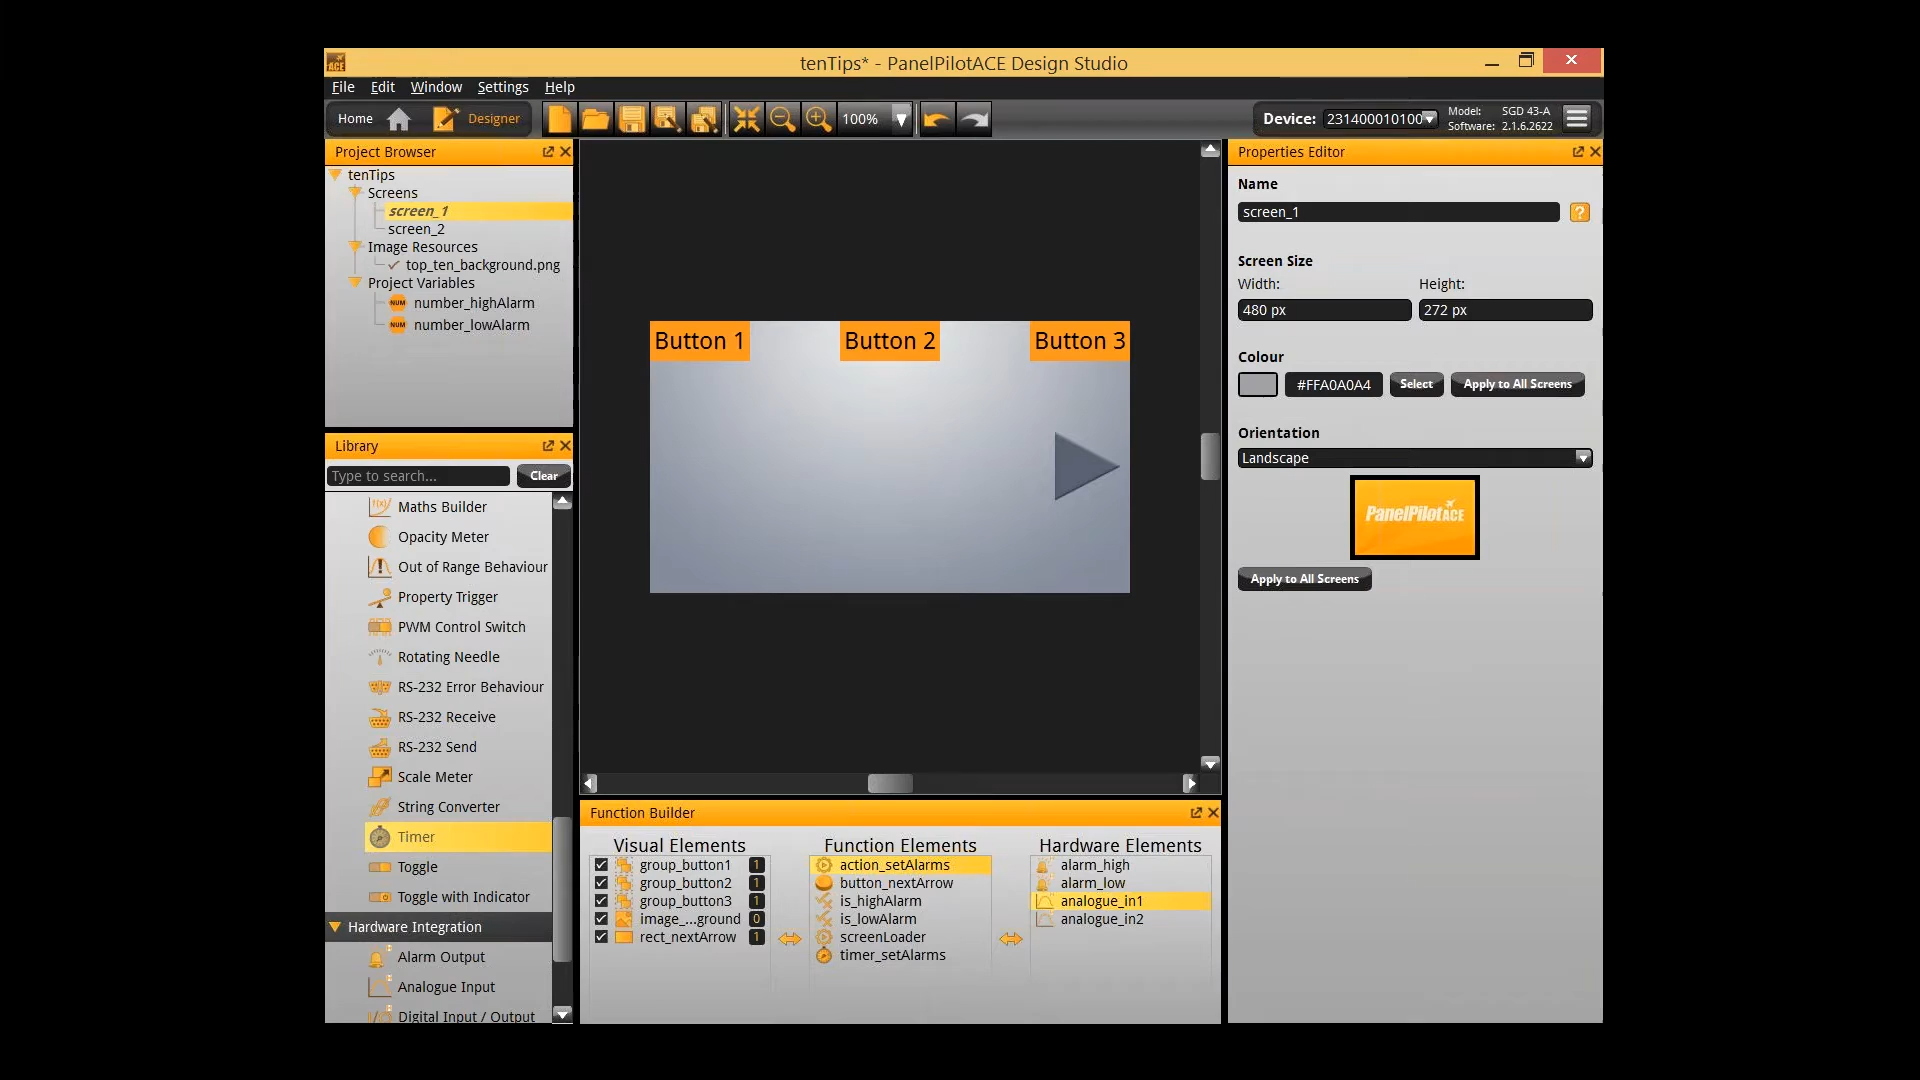 ACE
tenTips* - PanelPilotACE Design Studio
File Edit Window Settings Help
Home Designer 100% Device: 231400010100 Model: SGD 43-A
Software: 2.1.6.2622
Project Browser
tenTips
Screens
screen_1
screen_2
Image Resources
top_ten_background.png
Project Variables
NUM number_highAlarm
NUM number_lowAlarm
Library
Type to search... Clear
Maths Builder
Opacity Meter
Out of Range Behaviour
Property Trigger
PWM Control Switch
Rotating Needle
RS-232 Error Behaviour
RS-232 Receive
RS-232 Send
Scale Meter
String Converter
Timer
Toggle
Toggle with Indicator
Hardware Integration
Alarm Output
Analogue Input
Digital Input / Output
Button 1 Button 2 Button 3
Function Builder
Visual Elements
group_button1 1
group_button2 1
group_button3 1
image_...ground 0
rect_nextArrow 1
Function Elements
action_setAlarms
button_nextArrow
is_highAlarm
is_lowAlarm
screenLoader
timer_setAlarms
Hardware Elements
alarm_high
alarm_low
analogue_in1
analogue_in2
Properties Editor
Name
screen_1 ?
Screen Size
Width: Height:
480 px 272 px
Colour
#FFA0A0A4 Select Apply to All Screens
Orientation
Landscape
PanelPilotACE
Apply to All Screens